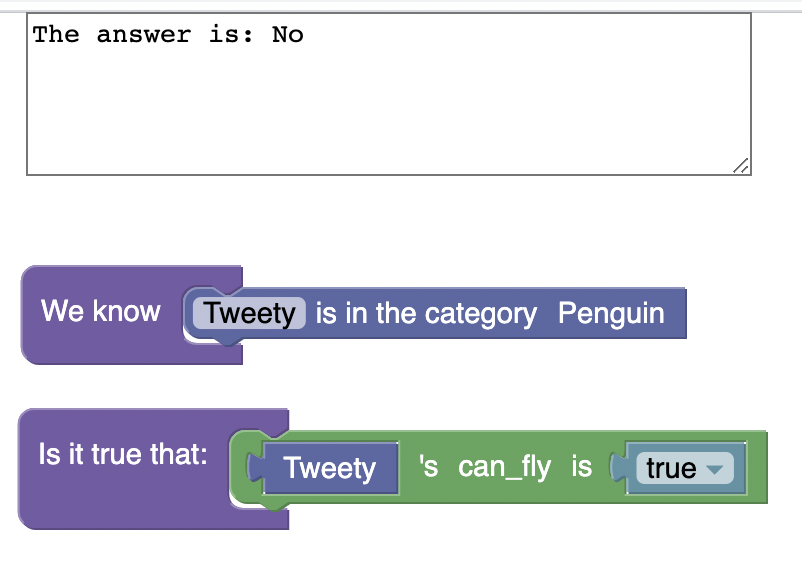 The answer is: No
We know Tweety is in the category Penguin
Is it true that: Tweety 's can_fly is true